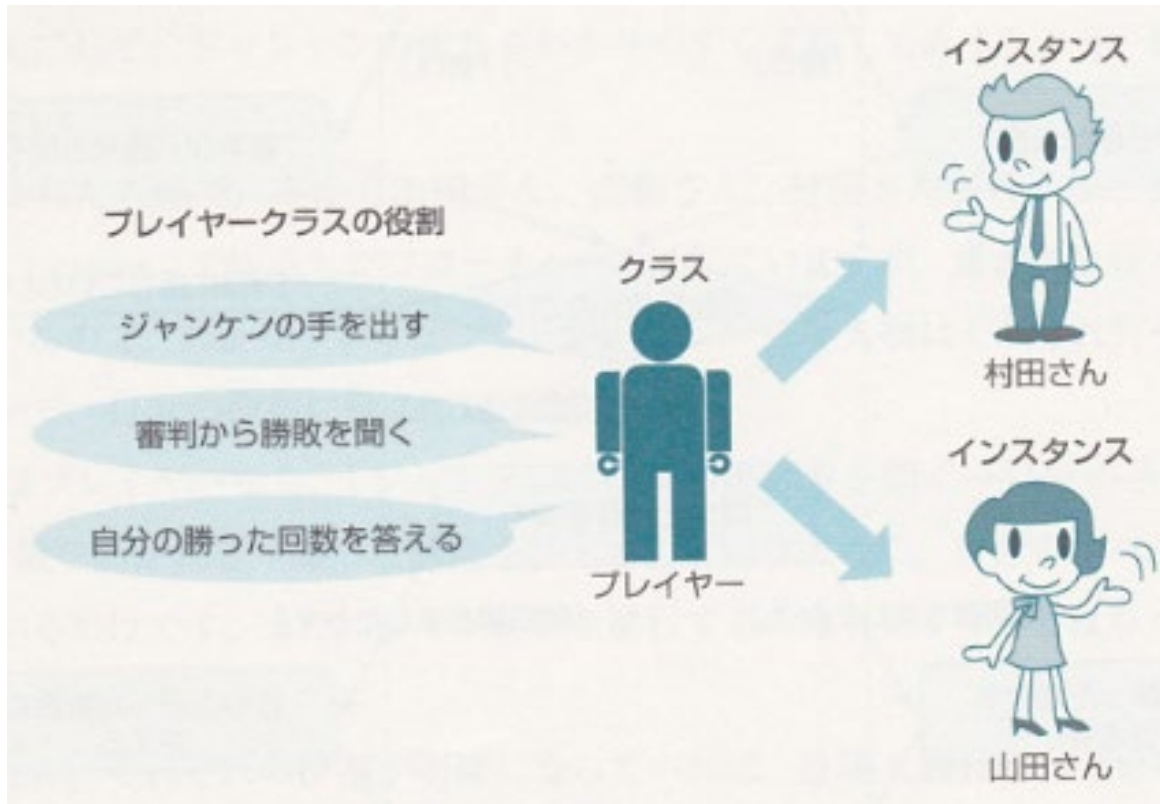 プレイヤークラスの役割
ジャンケンの手を出す
審判から勝敗を聞く
自分の勝った回数を答える
クラス
プレイヤー
インスタンス
村田さん
インスタンス
山田さん